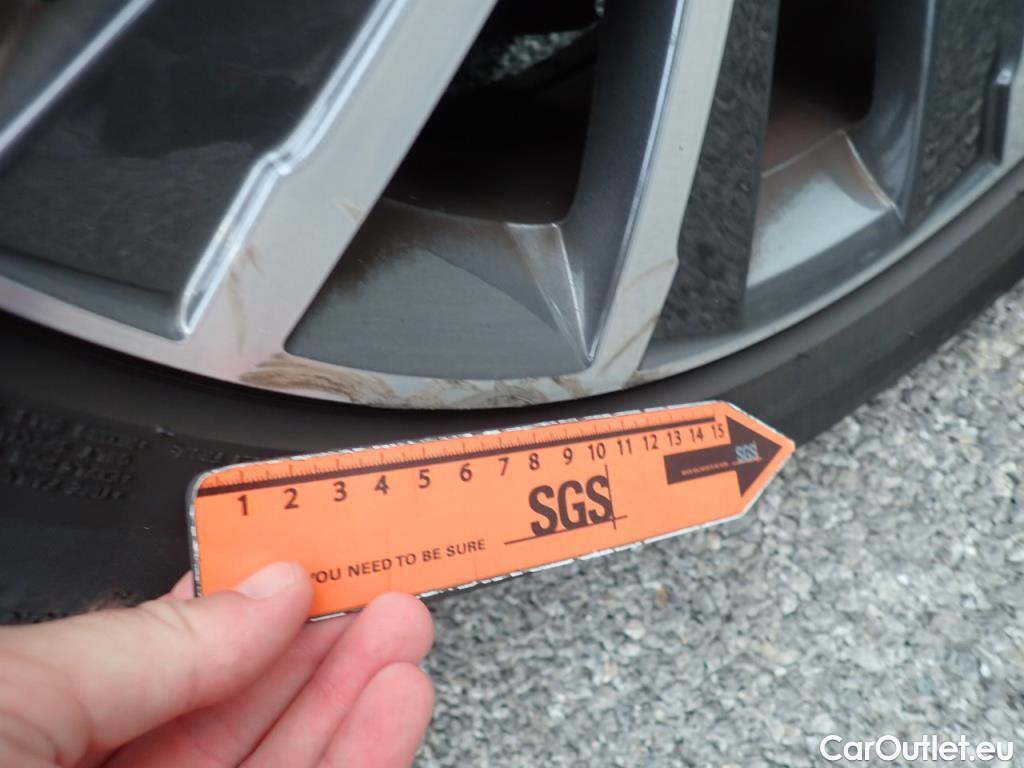 1 2 3 4 5 6 7 8 9 10 11 12 13 14 15
SGS
SGS
YOU NEED TO BE SURE
CarOutlet.eu